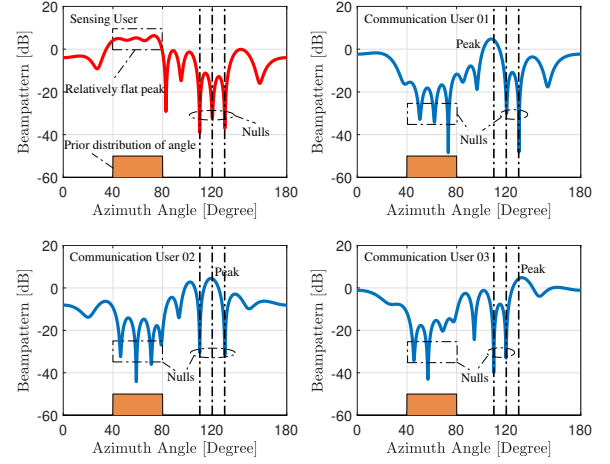 20
0
-20
-40
-60
Beampattern [dB]
Sensing User
Relatively flat peak
Nulls
Prior distribution of angle
0
40
80
120
180
Azimuth Angle [Degree]
20
0
-20
-40
-60
Beampattern [dB]
Communication User 01
Peak
Nulls
0
40
80
120
180
Azimuth Angle [Degree]
20
0
-20
-40
-60
Beampattern [dB]
Communication User 02
Peak
Nulls
0
40
80
120
180
Azimuth Angle [Degree]
20
0
-20
-40
-60
Beampattern [dB]
Communication User 03
Peak
Nulls
0
40
80
120
180
Azimuth Angle [Degree]